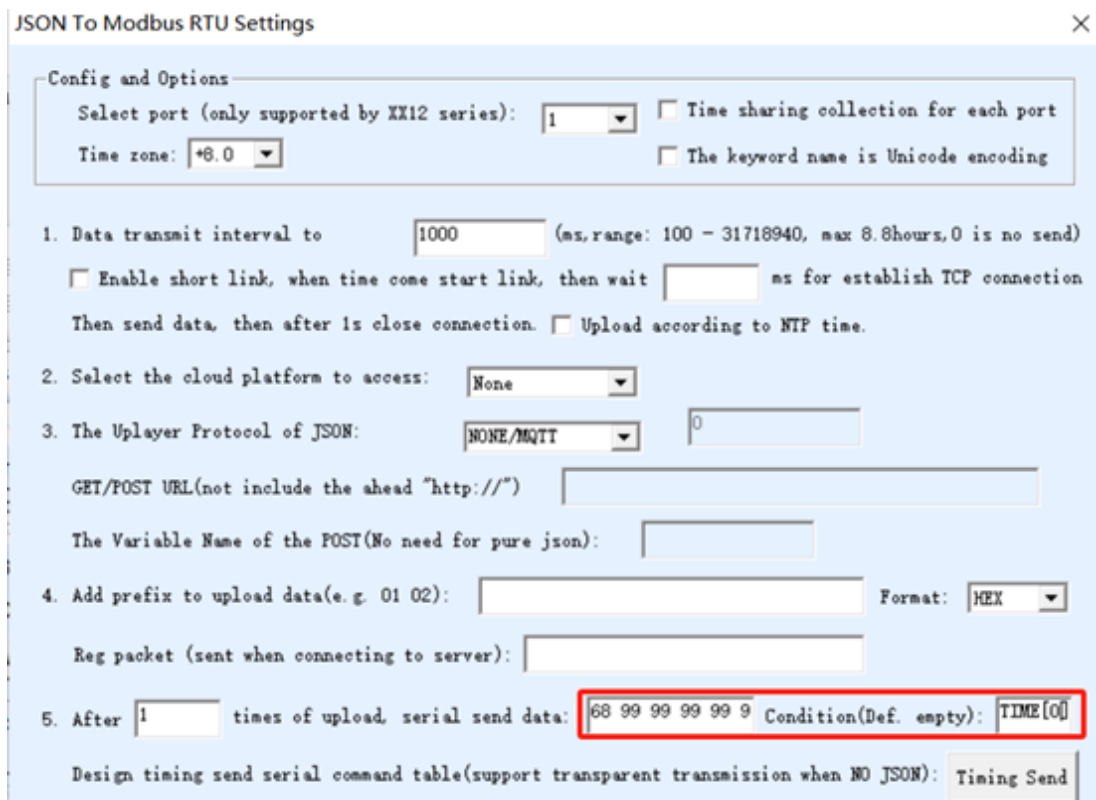 JSON To Modbus RTU Settings
Config and Options
Select port (only supported by XX12 series): 1 Time sharing collection for each port
Time zone: +8.0 The keyword name is Unicode encoding
1. Data transmit interval to 1000 (ms,range: 100 - 31718940, max 8.8hours,0 is no send)
Enable short link, when time come start link, then wait ms for establish TCP connection
Then send data, then after 1s close connection. Upload according to NTP time.
2. Select the cloud platform to access: None
3. The Uplayer Protocol of JSON: NONE/MQTT 0
GET/POST URL(not include the ahead "http://")
The Variable Name of the POST(No need for pure json):
4. Add prefix to upload data(e.g. 01 02): Format: HEX
Reg packet (sent when connecting to server):
5. After 1 times of upload, serial send data: 68 99 99 99 99 9 Condition(Def. empty): TIME[0]
Design timing send serial command table(support transparent transmission when NO JSON): Timing Send